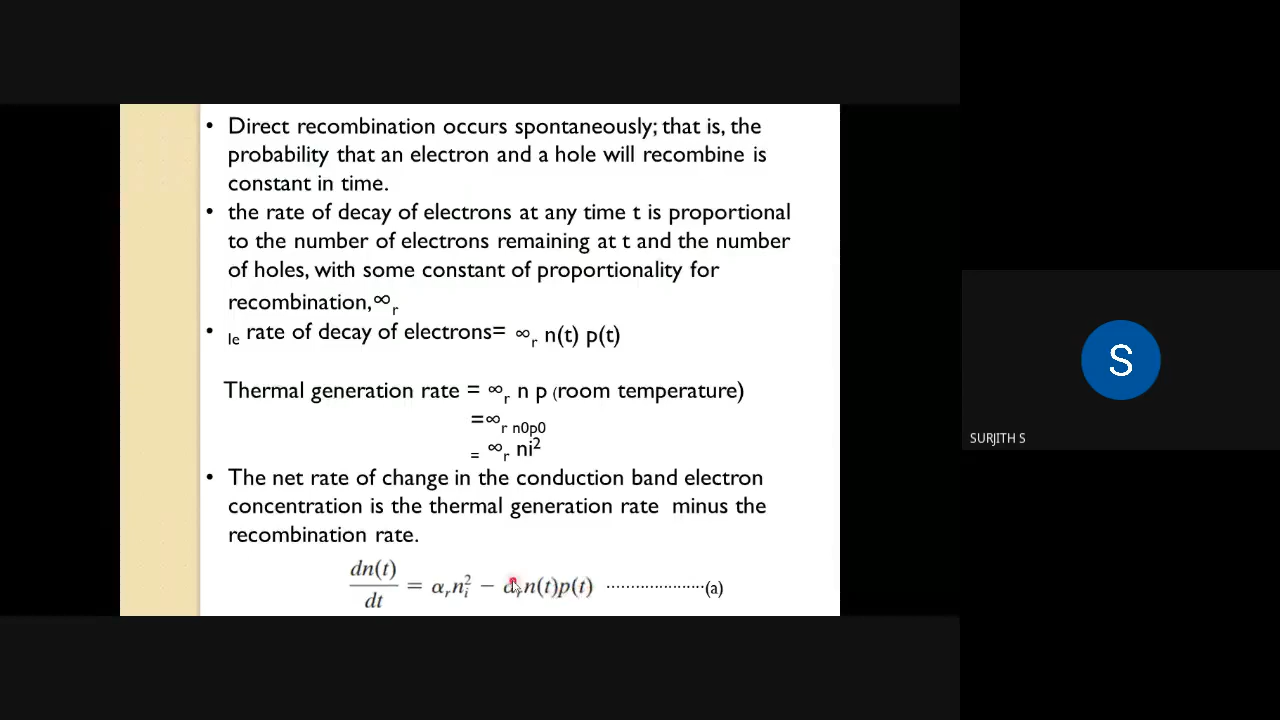 • Direct recombination occurs spontaneously; that is, the
probability that an electron and a hole will recombine is
constant in time.
• the rate of decay of electrons at any time t is proportional
to the number of electrons remaining at t and the number
of holes, with some constant of proportionality for
recombination,∞r
• Ie rate of decay of electrons= ∞r n(t) p(t)
Thermal generation rate = ∞r n p (room temperature)
=∞r n0p0
= ∞r ni²
• The net rate of change in the conduction band electron
concentration is the thermal generation rate minus the
recombination rate.
dn(t)/dt = αᵣnᵢ² − αᵣn(t)p(t) ......................(a)
S
SURJITH S